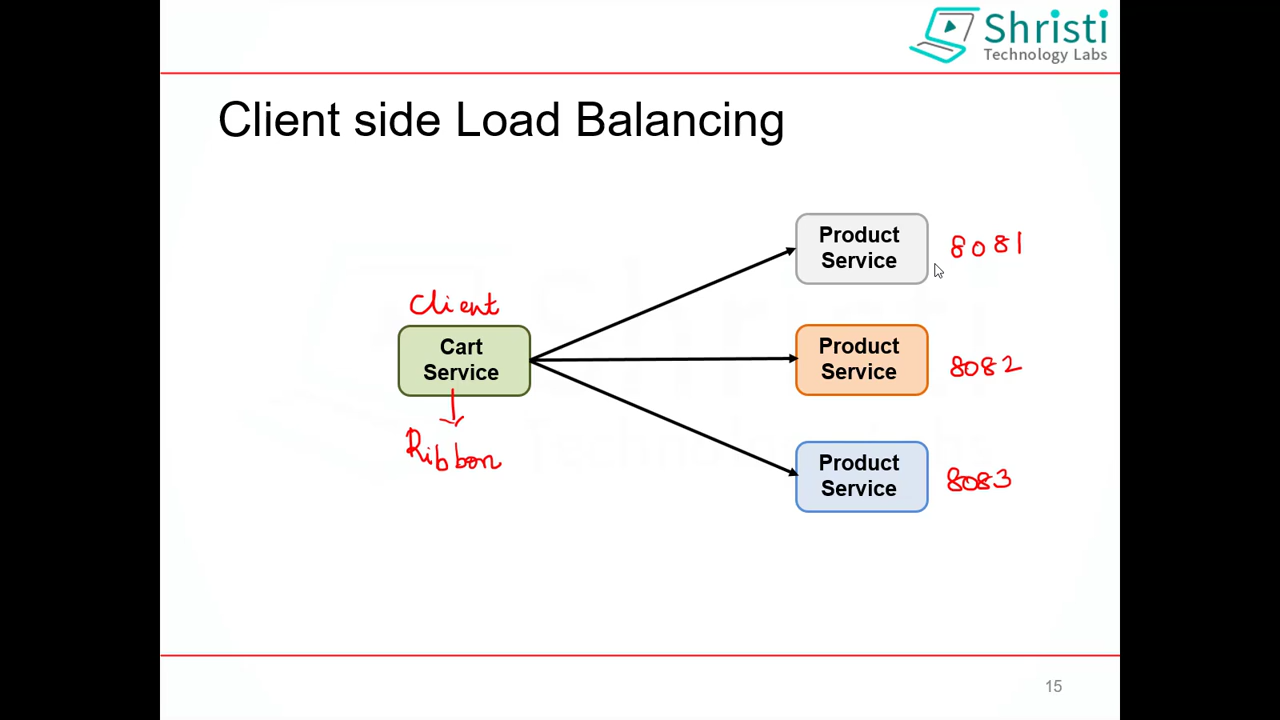 Shristi
Technology Labs
Client side Load Balancing
Product
Service
8081
Client
Cart
Service
Product
Service
8082
Ribbon
Product
Service
8083
15